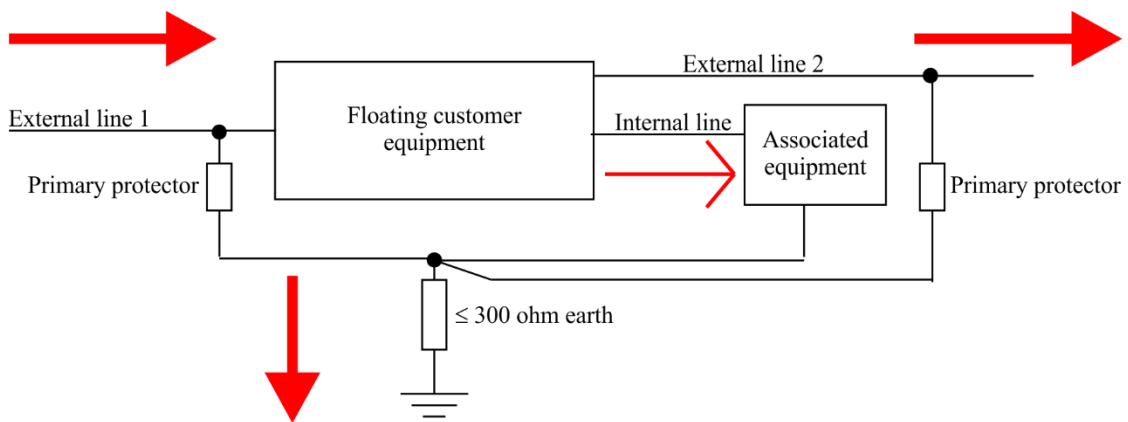 External line 2
External line 1
Floating customer
equipment
Internal line
Associated
equipment
Primary protector
Primary protector
≤ 300 ohm earth